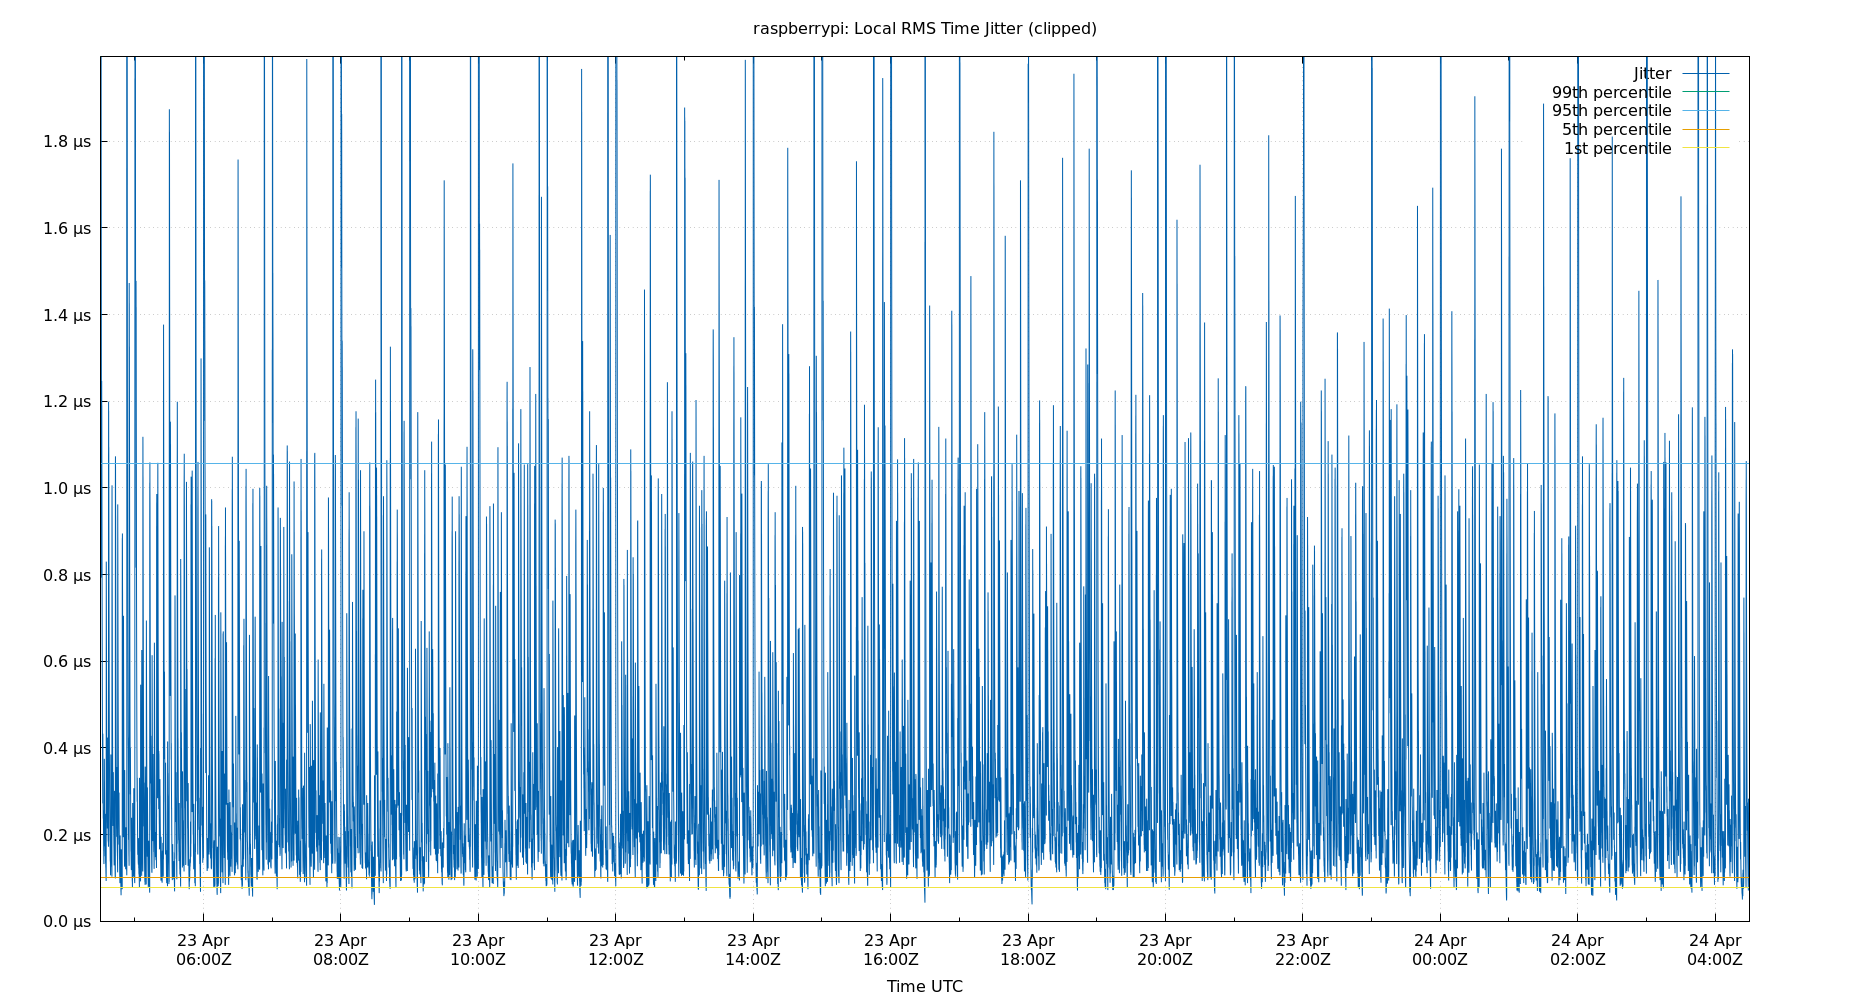 raspberrypi: Local RMS Time Jitter (clipped)
Jitter
99th percentile
95th percentile
5th percentile
1st percentile
1.8 µs
1.6 µs
1.4 µs
1.2 µs
1.0 µs
0.8 µs
0.6 µs
0.4 µs
0.2 µs
0.0 µs
23 Apr 23 Apr 23 Apr 23 Apr 23 Apr 23 Apr 23 Apr 23 Apr 23 Apr 24 Apr 24 Apr 24 Apr
06:00Z 08:00Z 10:00Z 12:00Z 14:00Z 16:00Z 18:00Z 20:00Z 22:00Z 00:00Z 02:00Z 04:00Z
Time UTC